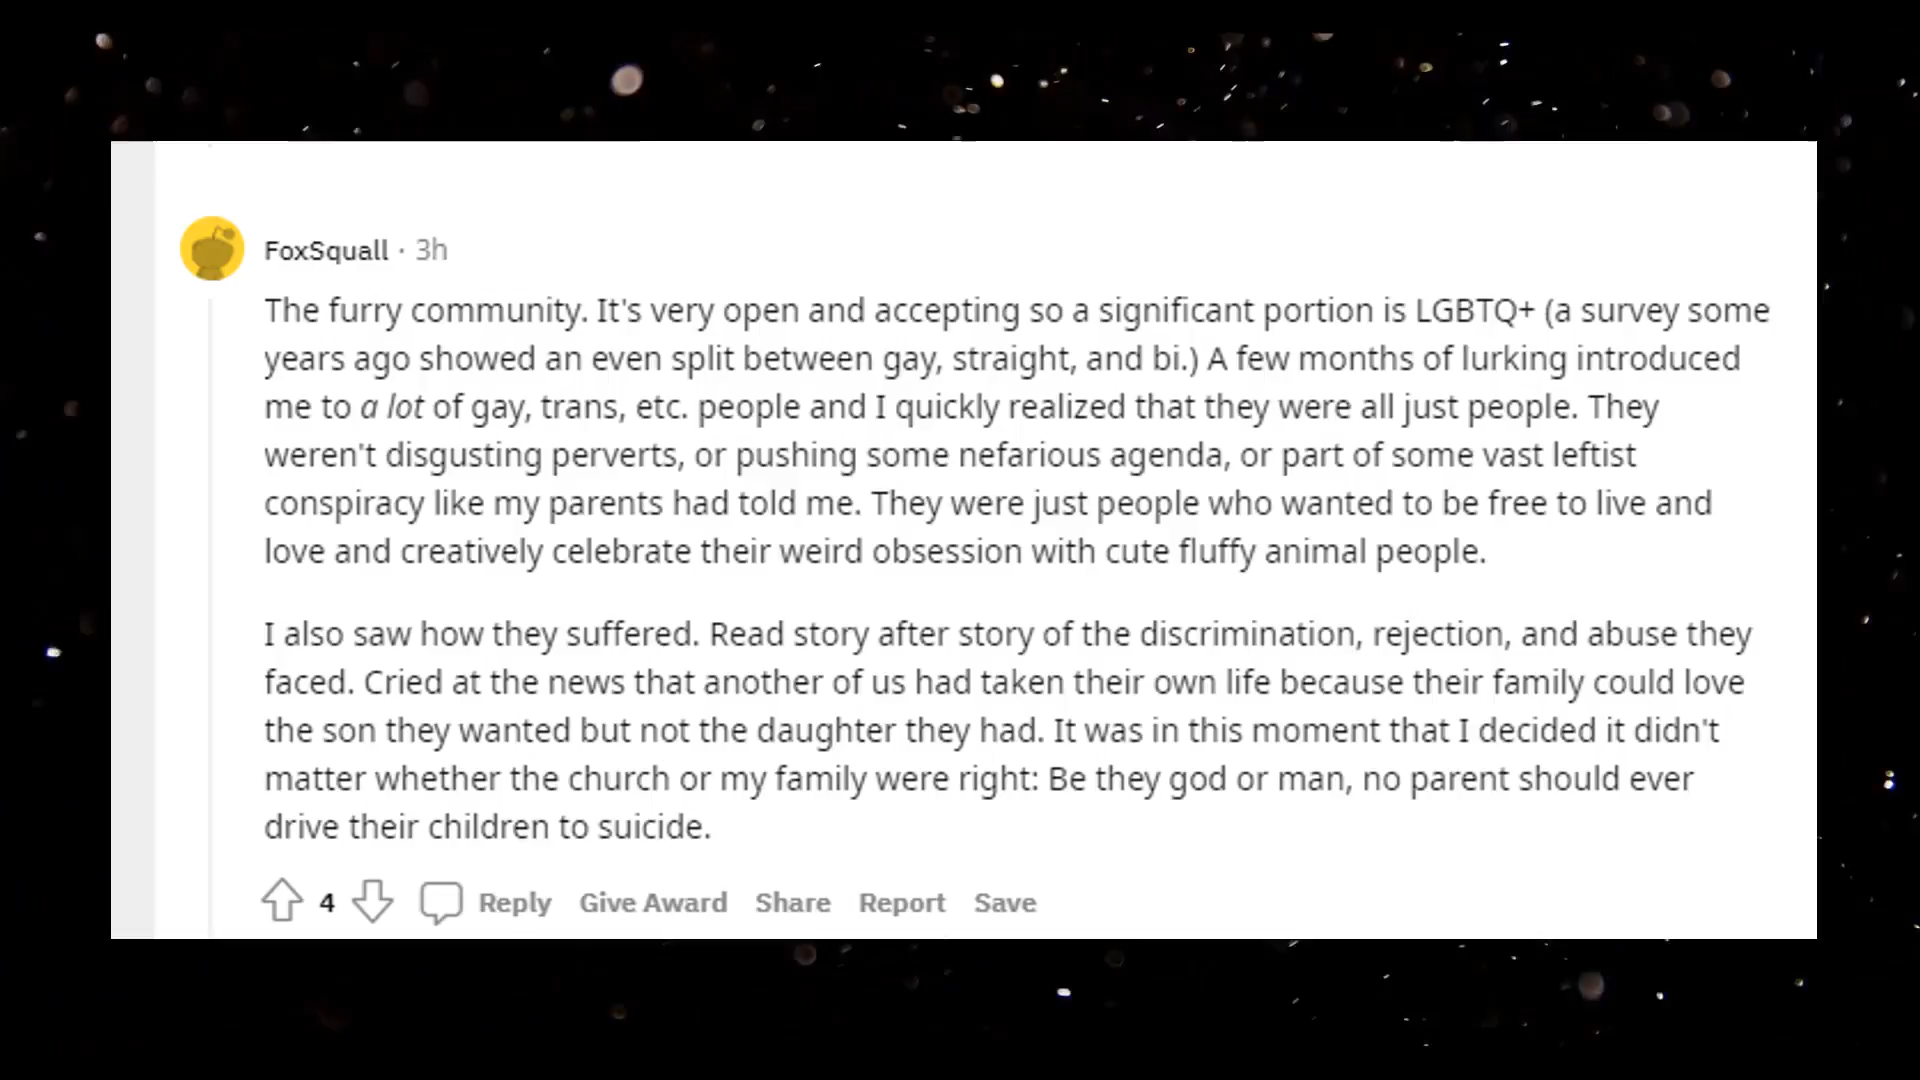 FoxSquall · 3h
The furry community. It's very open and accepting so a significant portion is LGBTQ+ (a survey some
years ago showed an even split between gay, straight, and bi.) A few months of lurking introduced
me to a lot of gay, trans, etc. people and I quickly realized that they were all just people. They
weren't disgusting perverts, or pushing some nefarious agenda, or part of some vast leftist
conspiracy like my parents had told me. They were just people who wanted to be free to live and
love and creatively celebrate their weird obsession with cute fluffy animal people.
I also saw how they suffered. Read story after story of the discrimination, rejection, and abuse they
faced. Cried at the news that another of us had taken their own life because their family could love
the son they wanted but not the daughter they had. It was in this moment that I decided it didn't
matter whether the church or my family were right: Be they god or man, no parent should ever
drive their children to suicide.
4 Reply Give Award Share Report Save